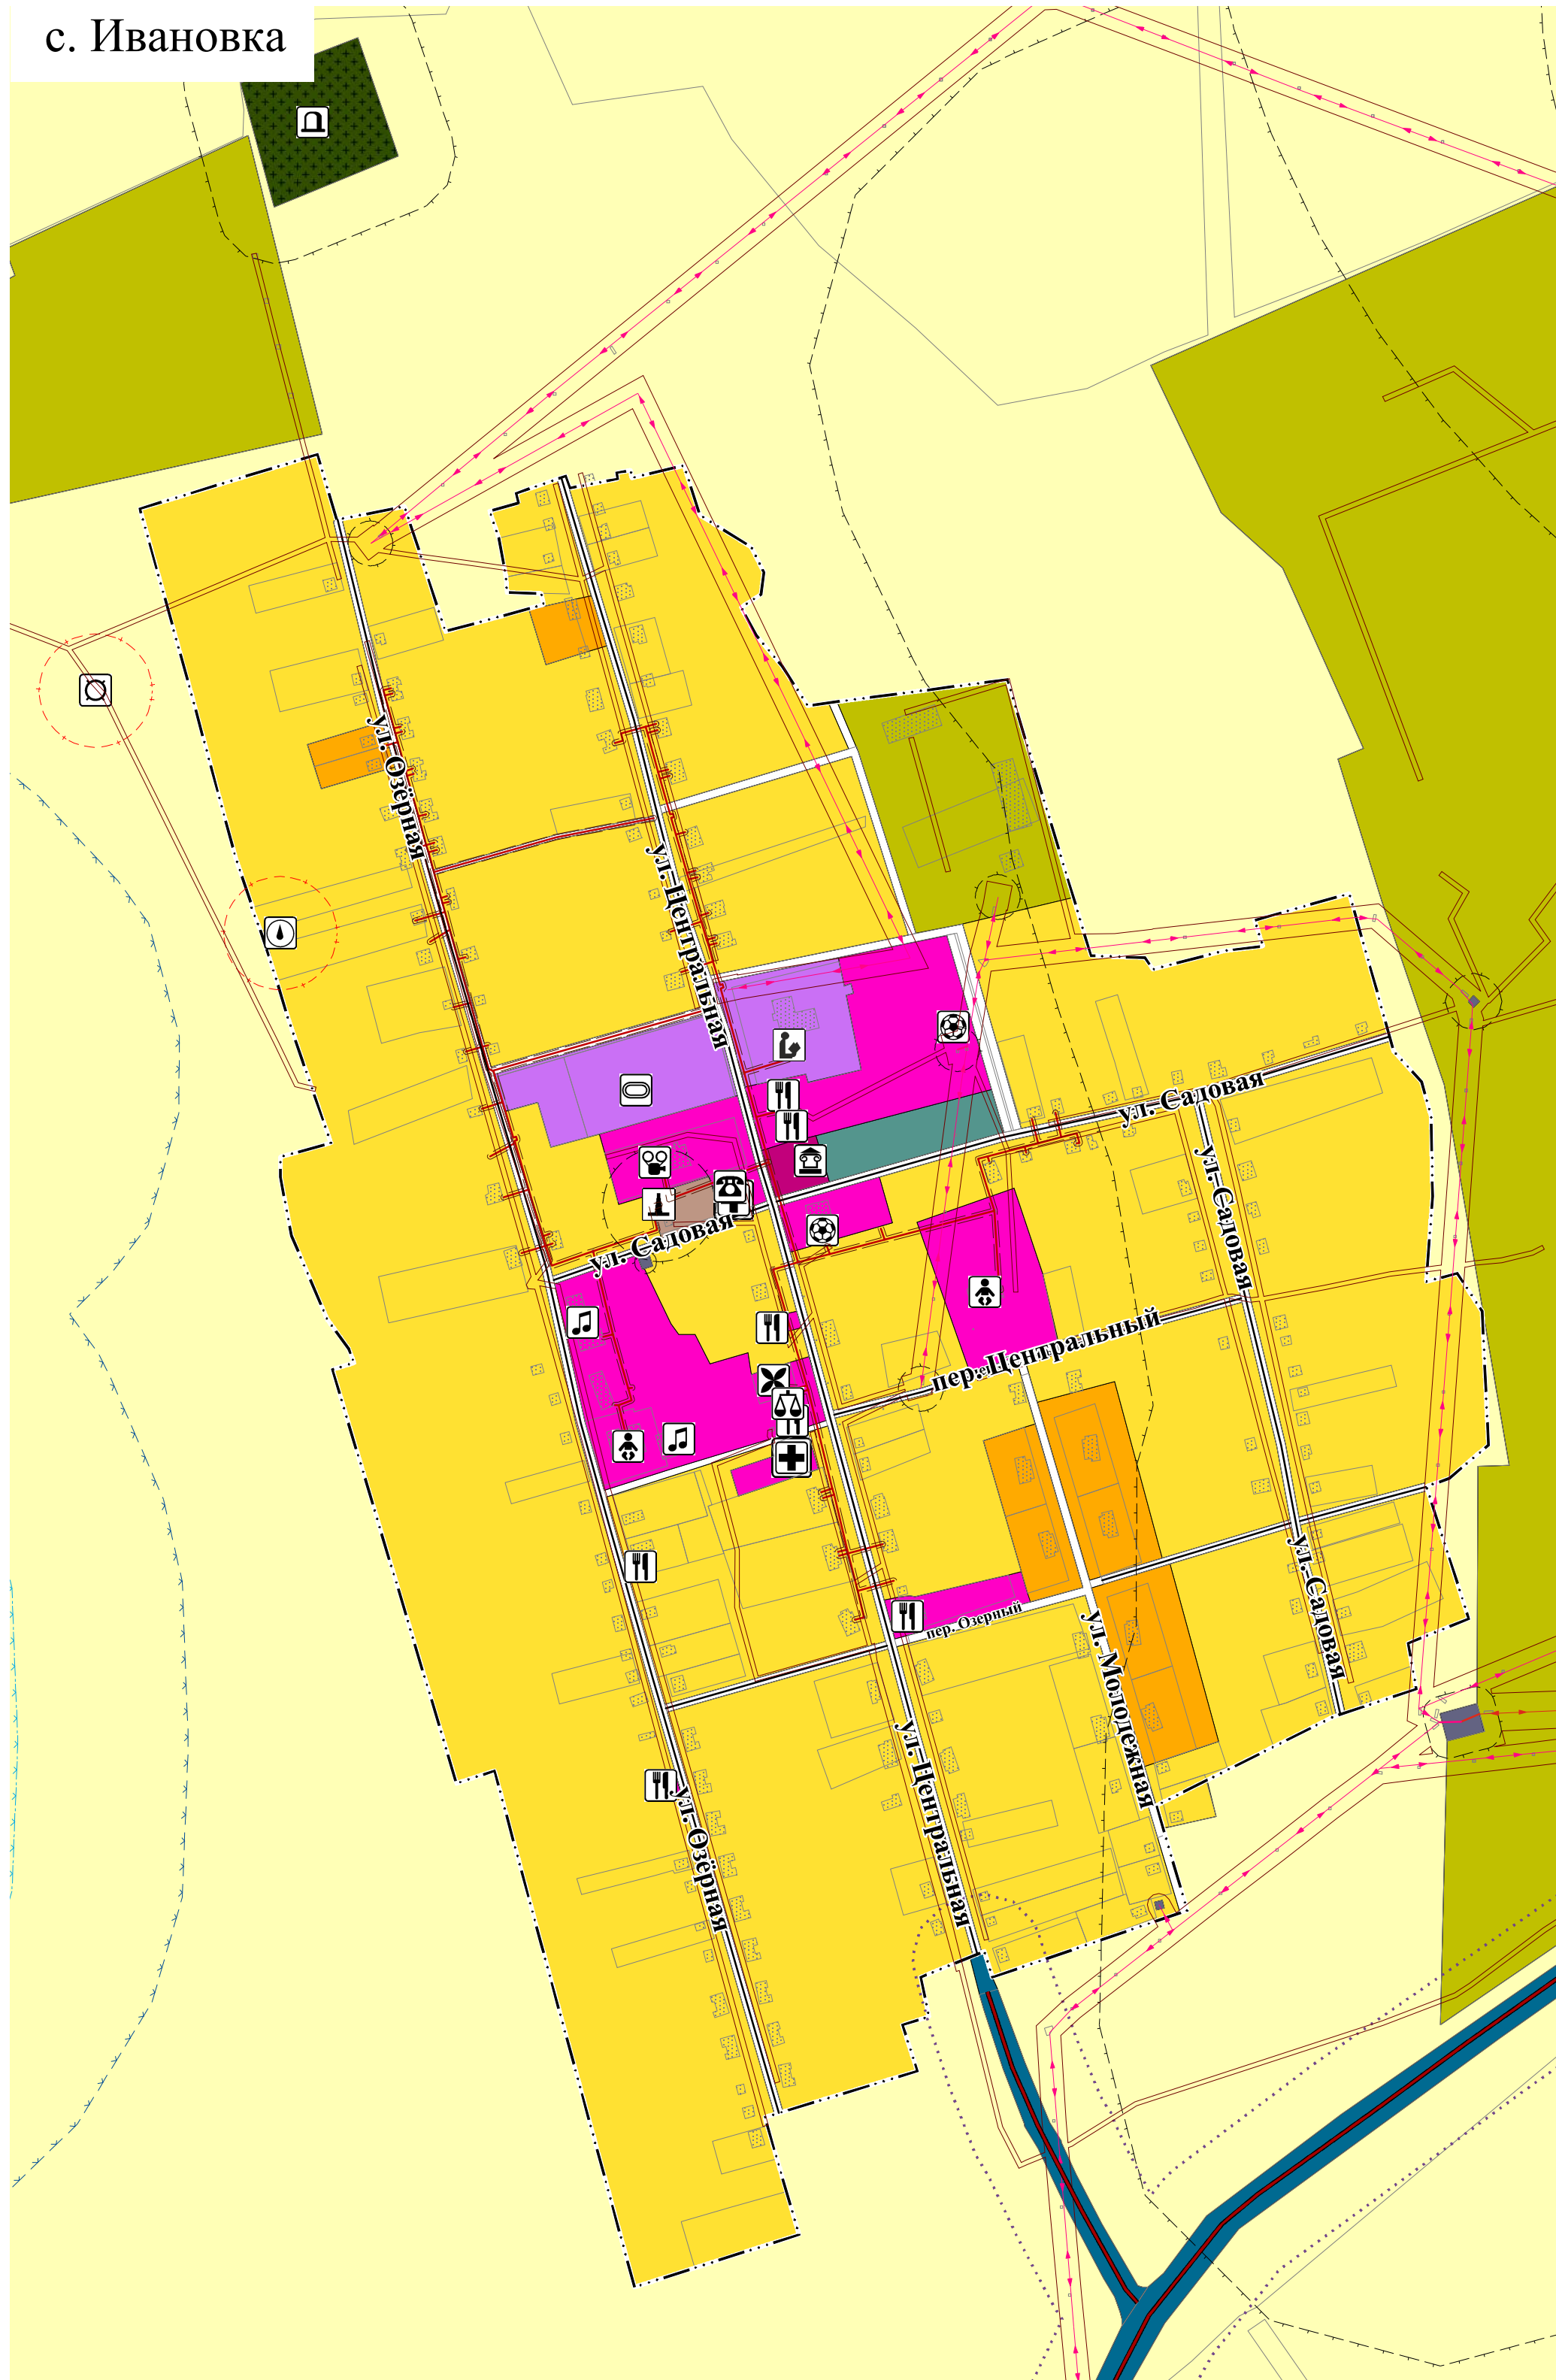 с. Ивановка
ул. Озёрная
ул. Центральная
ул. Садовая
ул. Садовая
ул. Садовая
пер. Центральный
ул. Садовая
пер. Озерный
ул. Молодежная
ул. Центральная
ул. Озёрная